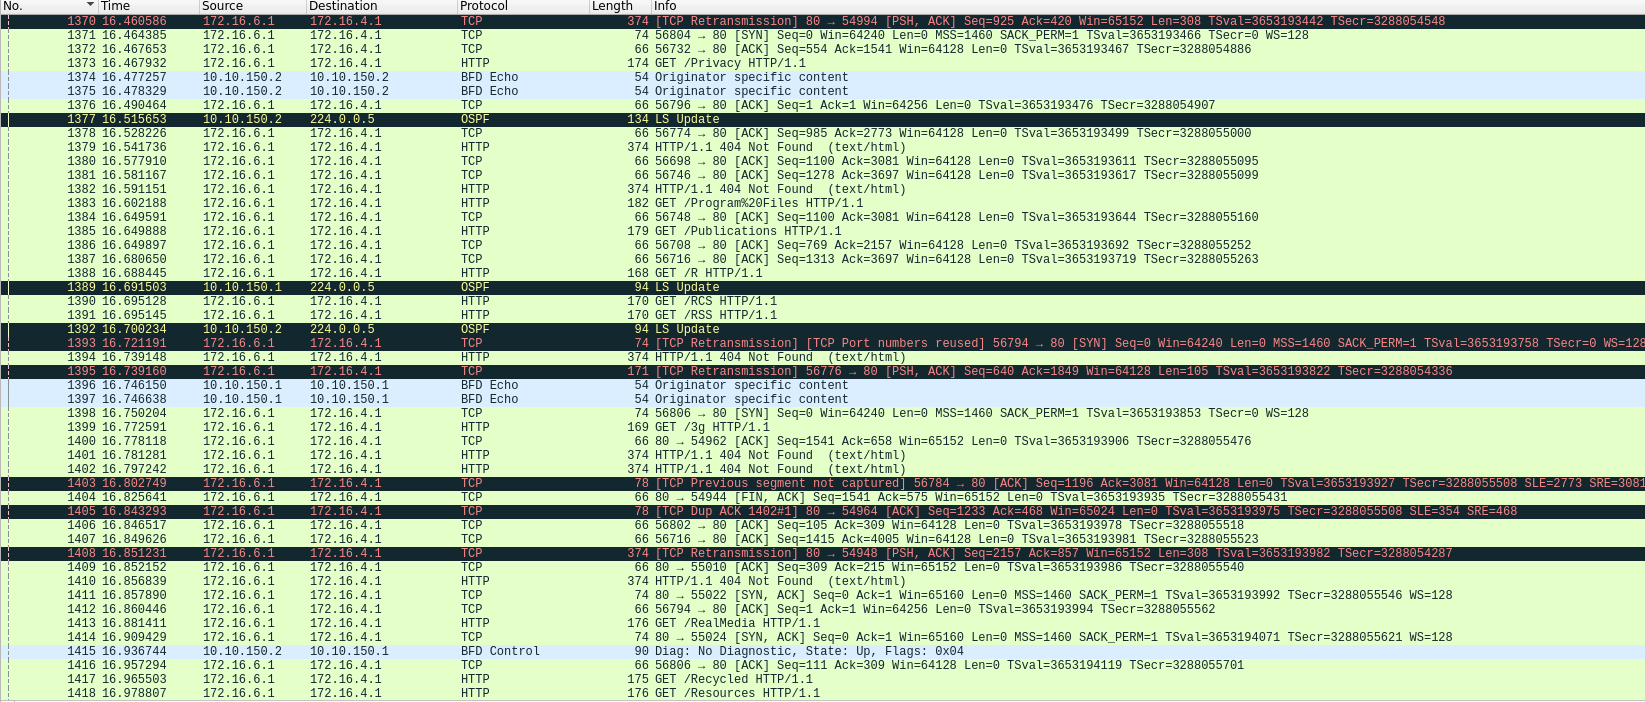 No. Time Source Destination Protocol Length Info
1370 16.460586 172.16.6.1 172.16.4.1 TCP 374 [TCP Retransmission] 80 → 54994 [PSH, ACK] Seq=925 Ack=420 Win=65152 Len=308 TSval=3653193442 TSecr=3288054548
1371 16.464385 172.16.6.1 172.16.4.1 TCP 74 56804 → 80 [SYN] Seq=0 Win=64240 Len=0 MSS=1460 SACK_PERM=1 TSval=3653193466 TSecr=0 WS=128
1372 16.467653 172.16.6.1 172.16.4.1 TCP 66 56732 → 80 [ACK] Seq=554 Ack=1541 Win=64128 Len=0 TSval=3653193467 TSecr=3288054886
1373 16.467932 172.16.6.1 172.16.4.1 HTTP 174 GET /Privacy HTTP/1.1
1374 16.477257 10.10.150.2 10.10.150.2 BFD Echo 54 Originator specific content
1375 16.478329 10.10.150.2 10.10.150.2 BFD Echo 54 Originator specific content
1376 16.490464 172.16.6.1 172.16.4.1 TCP 66 56796 → 80 [ACK] Seq=1 Ack=1 Win=64256 Len=0 TSval=3653193476 TSecr=3288054907
1377 16.515653 10.10.150.2 224.0.0.5 OSPF 134 LS Update
1378 16.528226 172.16.6.1 172.16.4.1 TCP 66 56774 → 80 [ACK] Seq=985 Ack=2773 Win=64128 Len=0 TSval=3653193499 TSecr=3288055000
1379 16.541736 172.16.6.1 172.16.4.1 HTTP 374 HTTP/1.1 404 Not Found (text/html)
1380 16.577910 172.16.6.1 172.16.4.1 TCP 66 56698 → 80 [ACK] Seq=1100 Ack=3081 Win=64128 Len=0 TSval=3653193611 TSecr=3288055095
1381 16.581167 172.16.6.1 172.16.4.1 TCP 66 56746 → 80 [ACK] Seq=1278 Ack=3697 Win=64128 Len=0 TSval=3653193617 TSecr=3288055099
1382 16.591151 172.16.6.1 172.16.4.1 HTTP 374 HTTP/1.1 404 Not Found (text/html)
1383 16.602188 172.16.6.1 172.16.4.1 HTTP 182 GET /Program%20Files HTTP/1.1
1384 16.649591 172.16.6.1 172.16.4.1 TCP 66 56748 → 80 [ACK] Seq=1100 Ack=3081 Win=64128 Len=0 TSval=3653193644 TSecr=3288055160
1385 16.649888 172.16.6.1 172.16.4.1 HTTP 179 GET /Publications HTTP/1.1
1386 16.649897 172.16.6.1 172.16.4.1 TCP 66 56708 → 80 [ACK] Seq=769 Ack=2157 Win=64128 Len=0 TSval=3653193692 TSecr=3288055252
1387 16.680650 172.16.6.1 172.16.4.1 TCP 66 56716 → 80 [ACK] Seq=1313 Ack=3697 Win=64128 Len=0 TSval=3653193719 TSecr=3288055263
1388 16.688445 172.16.6.1 172.16.4.1 HTTP 168 GET /R HTTP/1.1
1389 16.691503 10.10.150.1 224.0.0.5 OSPF 94 LS Update
1390 16.695128 172.16.6.1 172.16.4.1 HTTP 170 GET /RCS HTTP/1.1
1391 16.695145 172.16.6.1 172.16.4.1 HTTP 170 GET /RSS HTTP/1.1
1392 16.700234 10.10.150.2 224.0.0.5 OSPF 94 LS Update
1393 16.721191 172.16.6.1 172.16.4.1 TCP 74 [TCP Retransmission] [TCP Port numbers reused] 56794 → 80 [SYN] Seq=0 Win=64240 Len=0 MSS=1460 SACK_PERM=1 TSval=3653193758 TSecr=0 WS=128
1394 16.739148 172.16.6.1 172.16.4.1 HTTP 374 HTTP/1.1 404 Not Found (text/html)
1395 16.739160 172.16.6.1 172.16.4.1 TCP 171 [TCP Retransmission] 56776 → 80 [PSH, ACK] Seq=640 Ack=1849 Win=64128 Len=105 TSval=3653193822 TSecr=3288054336
1396 16.746150 10.10.150.1 10.10.150.1 BFD Echo 54 Originator specific content
1397 16.746638 10.10.150.1 10.10.150.1 BFD Echo 54 Originator specific content
1398 16.750204 172.16.6.1 172.16.4.1 TCP 74 56806 → 80 [SYN] Seq=0 Win=64240 Len=0 MSS=1460 SACK_PERM=1 TSval=3653193853 TSecr=0 WS=128
1399 16.772591 172.16.6.1 172.16.4.1 HTTP 169 GET /3g HTTP/1.1
1400 16.778118 172.16.6.1 172.16.4.1 TCP 66 80 → 54962 [ACK] Seq=1541 Ack=658 Win=65152 Len=0 TSval=3653193906 TSecr=3288055476
1401 16.781281 172.16.6.1 172.16.4.1 HTTP 374 HTTP/1.1 404 Not Found (text/html)
1402 16.797242 172.16.6.1 172.16.4.1 HTTP 374 HTTP/1.1 404 Not Found (text/html)
1403 16.802749 172.16.6.1 172.16.4.1 TCP 78 [TCP Previous segment not captured] 56784 → 80 [ACK] Seq=1196 Ack=3081 Win=64128 Len=0 TSval=3653193927 TSecr=3288055508 SLE=2773 SRE=3081
1404 16.825641 172.16.6.1 172.16.4.1 TCP 66 80 → 54944 [FIN, ACK] Seq=1541 Ack=575 Win=65152 Len=0 TSval=3653193935 TSecr=3288055431
1405 16.843293 172.16.6.1 172.16.4.1 TCP 78 [TCP Dup ACK 1402#1] 80 → 54964 [ACK] Seq=1233 Ack=468 Win=65024 Len=0 TSval=3653193975 TSecr=3288055508 SLE=354 SRE=468
1406 16.846517 172.16.6.1 172.16.4.1 TCP 66 56802 → 80 [ACK] Seq=105 Ack=309 Win=64128 Len=0 TSval=3653193978 TSecr=3288055518
1407 16.849626 172.16.6.1 172.16.4.1 TCP 66 56716 → 80 [ACK] Seq=1415 Ack=4005 Win=64128 Len=0 TSval=3653193981 TSecr=3288055523
1408 16.851231 172.16.6.1 172.16.4.1 TCP 374 [TCP Retransmission] 80 → 54948 [PSH, ACK] Seq=2157 Ack=857 Win=65152 Len=308 TSval=3653193982 TSecr=3288054287
1409 16.852152 172.16.6.1 172.16.4.1 TCP 66 80 → 55010 [ACK] Seq=309 Ack=215 Win=65152 Len=0 TSval=3653193986 TSecr=3288055540
1410 16.856839 172.16.6.1 172.16.4.1 HTTP 374 HTTP/1.1 404 Not Found (text/html)
1411 16.857890 172.16.6.1 172.16.4.1 TCP 74 80 → 55022 [SYN, ACK] Seq=0 Ack=1 Win=65160 Len=0 MSS=1460 SACK_PERM=1 TSval=3653193992 TSecr=3288055546 WS=128
1412 16.860446 172.16.6.1 172.16.4.1 TCP 66 56794 → 80 [ACK] Seq=1 Ack=1 Win=64256 Len=0 TSval=3653193994 TSecr=3288055562
1413 16.881411 172.16.6.1 172.16.4.1 HTTP 176 GET /RealMedia HTTP/1.1
1414 16.909429 172.16.6.1 172.16.4.1 TCP 74 80 → 55024 [SYN, ACK] Seq=0 Ack=1 Win=65160 Len=0 MSS=1460 SACK_PERM=1 TSval=3653194071 TSecr=3288055621 WS=128
1415 16.936744 10.10.150.2 10.10.150.1 BFD Control 90 Diag: No Diagnostic, State: Up, Flags: 0x04
1416 16.957294 172.16.6.1 172.16.4.1 TCP 66 56806 → 80 [ACK] Seq=111 Ack=309 Win=64128 Len=0 TSval=3653194119 TSecr=3288055701
1417 16.965503 172.16.6.1 172.16.4.1 HTTP 175 GET /Recycled HTTP/1.1
1418 16.978807 172.16.6.1 172.16.4.1 HTTP 176 GET /Resources HTTP/1.1